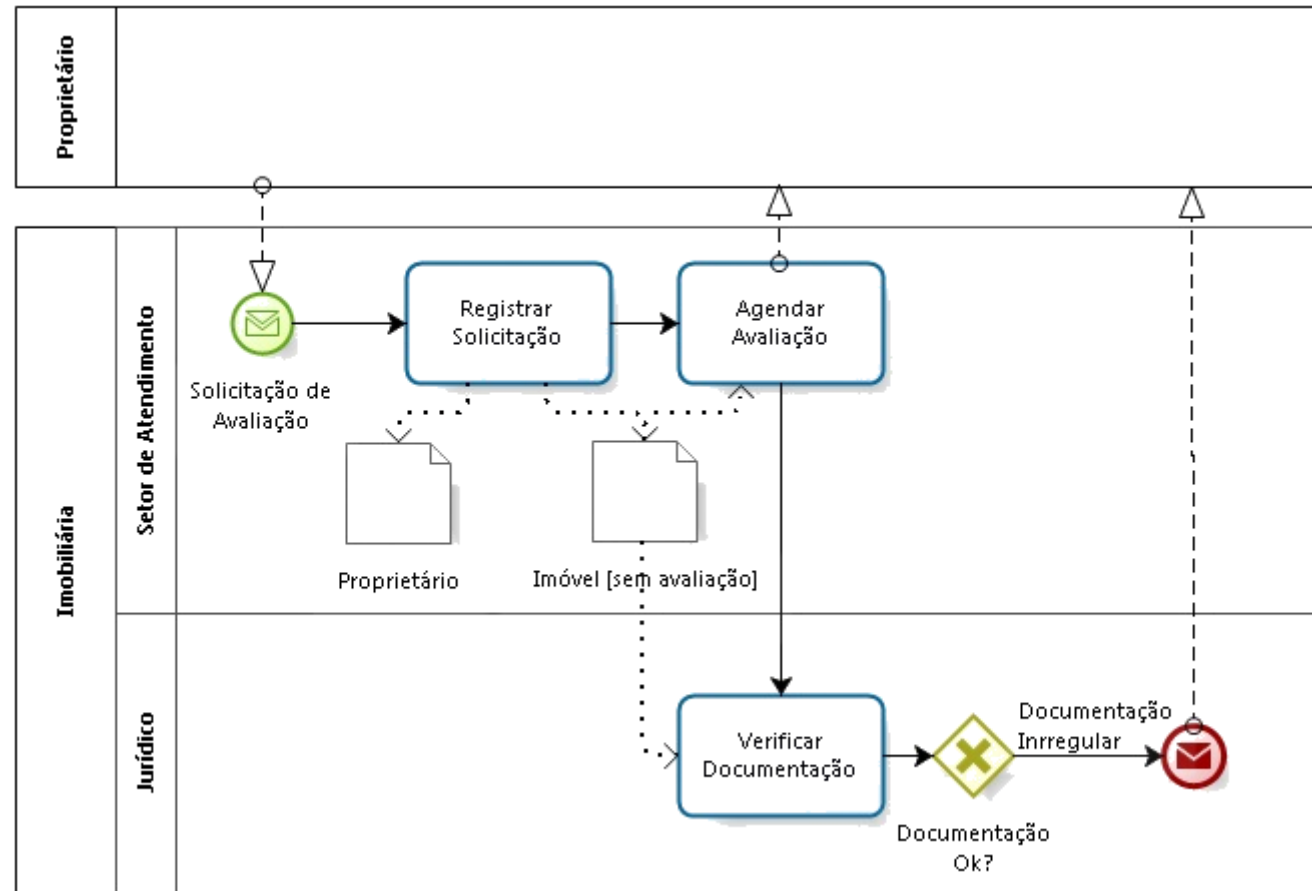 Proprietário
Imobiliária
Setor de Atendimento
Solicitação de
Avaliação
Registrar
Solicitação
Agendar
Avaliação
Proprietário
Imóvel [sem avaliação]
Jurídico
Verificar
Documentação
Documentação
Ok?
Documentação
Inrregular